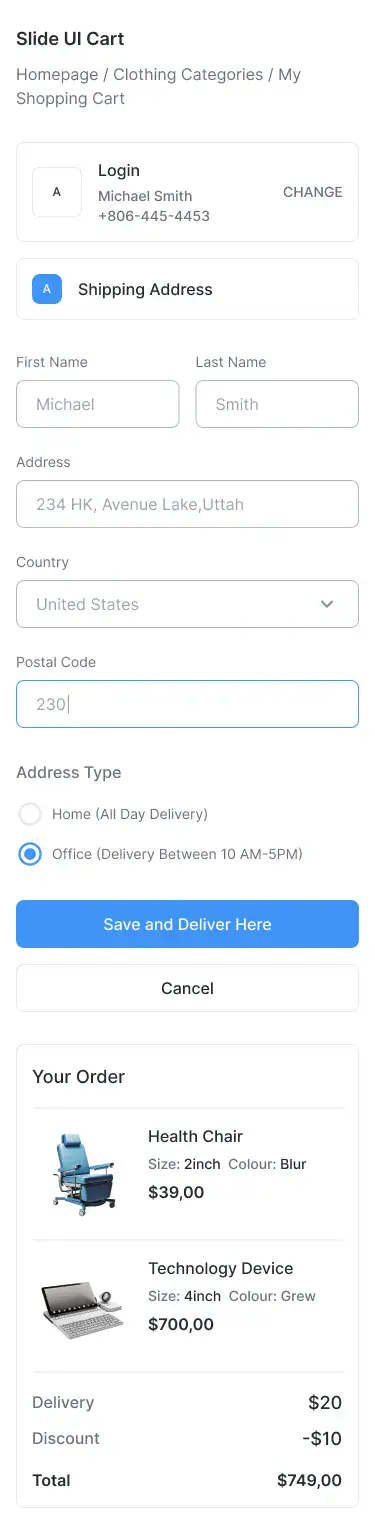 Slide UI Cart
Homepage / Clothing Categories / My
Shopping Cart
A
Login
Michael Smith
+806-445-4453
CHANGE
A
Shipping Address
First Name
Last Name
Michael
Smith
Address
234 HK, Avenue Lake,Uttah
Country
United States
Postal Code
230
Address Type
Home (All Day Delivery)
Office (Delivery Between 10 AM-5PM)
Save and Deliver Here
Cancel
Your Order
Health Chair
Size: 2inch Colour: Blur
$39,00
Technology Device
Size: 4inch Colour: Grew
$700,00
Delivery $20
Discount -$10
Total $749,00